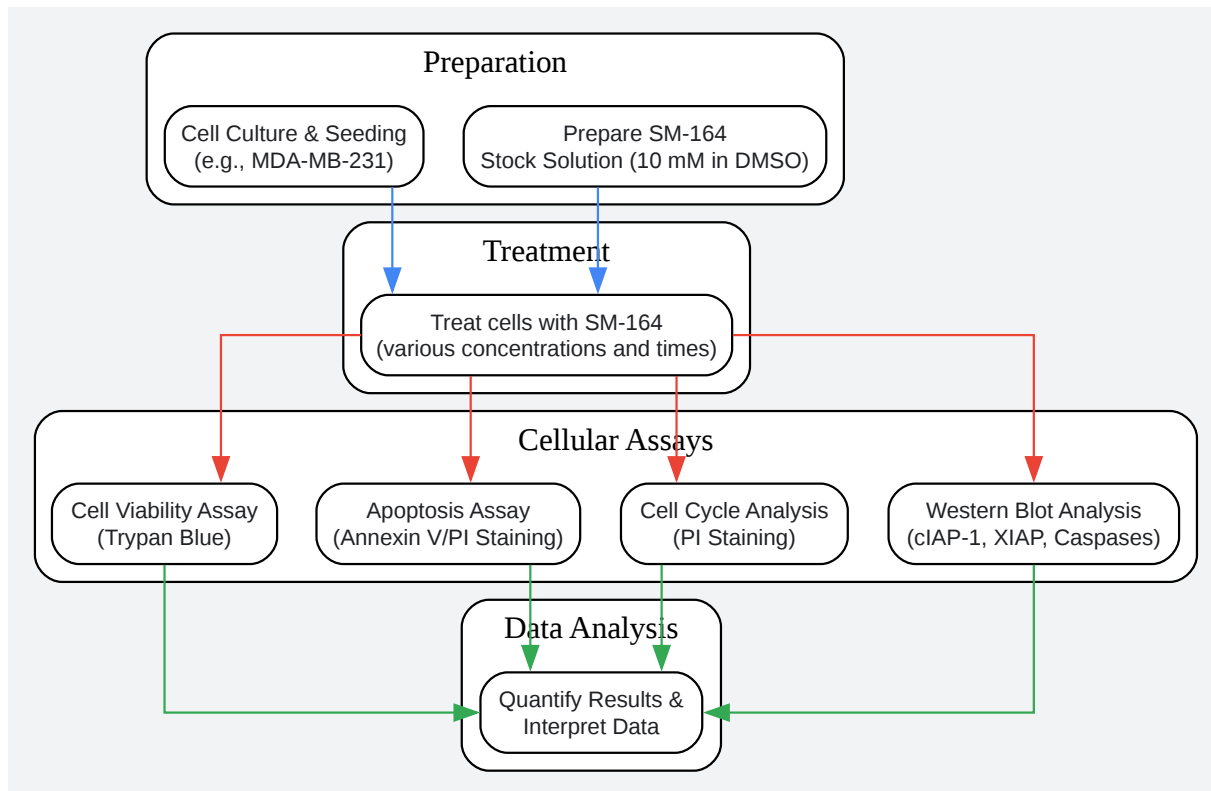 Preparation
Cell Culture & Seeding
(e.g., MDA-MB-231)
Prepare SM-164
Stock Solution (10 mM in DMSO)
Treatment
Treat cells with SM-164
(various concentrations and times)
Cellular Assays
Cell Viability Assay
(Trypan Blue)
Apoptosis Assay
(Annexin V/PI Staining)
Cell Cycle Analysis
(PI Staining)
Western Blot Analysis
(cIAP-1, XIAP, Caspases)
Data Analysis
Quantify Results &
Interpret Data